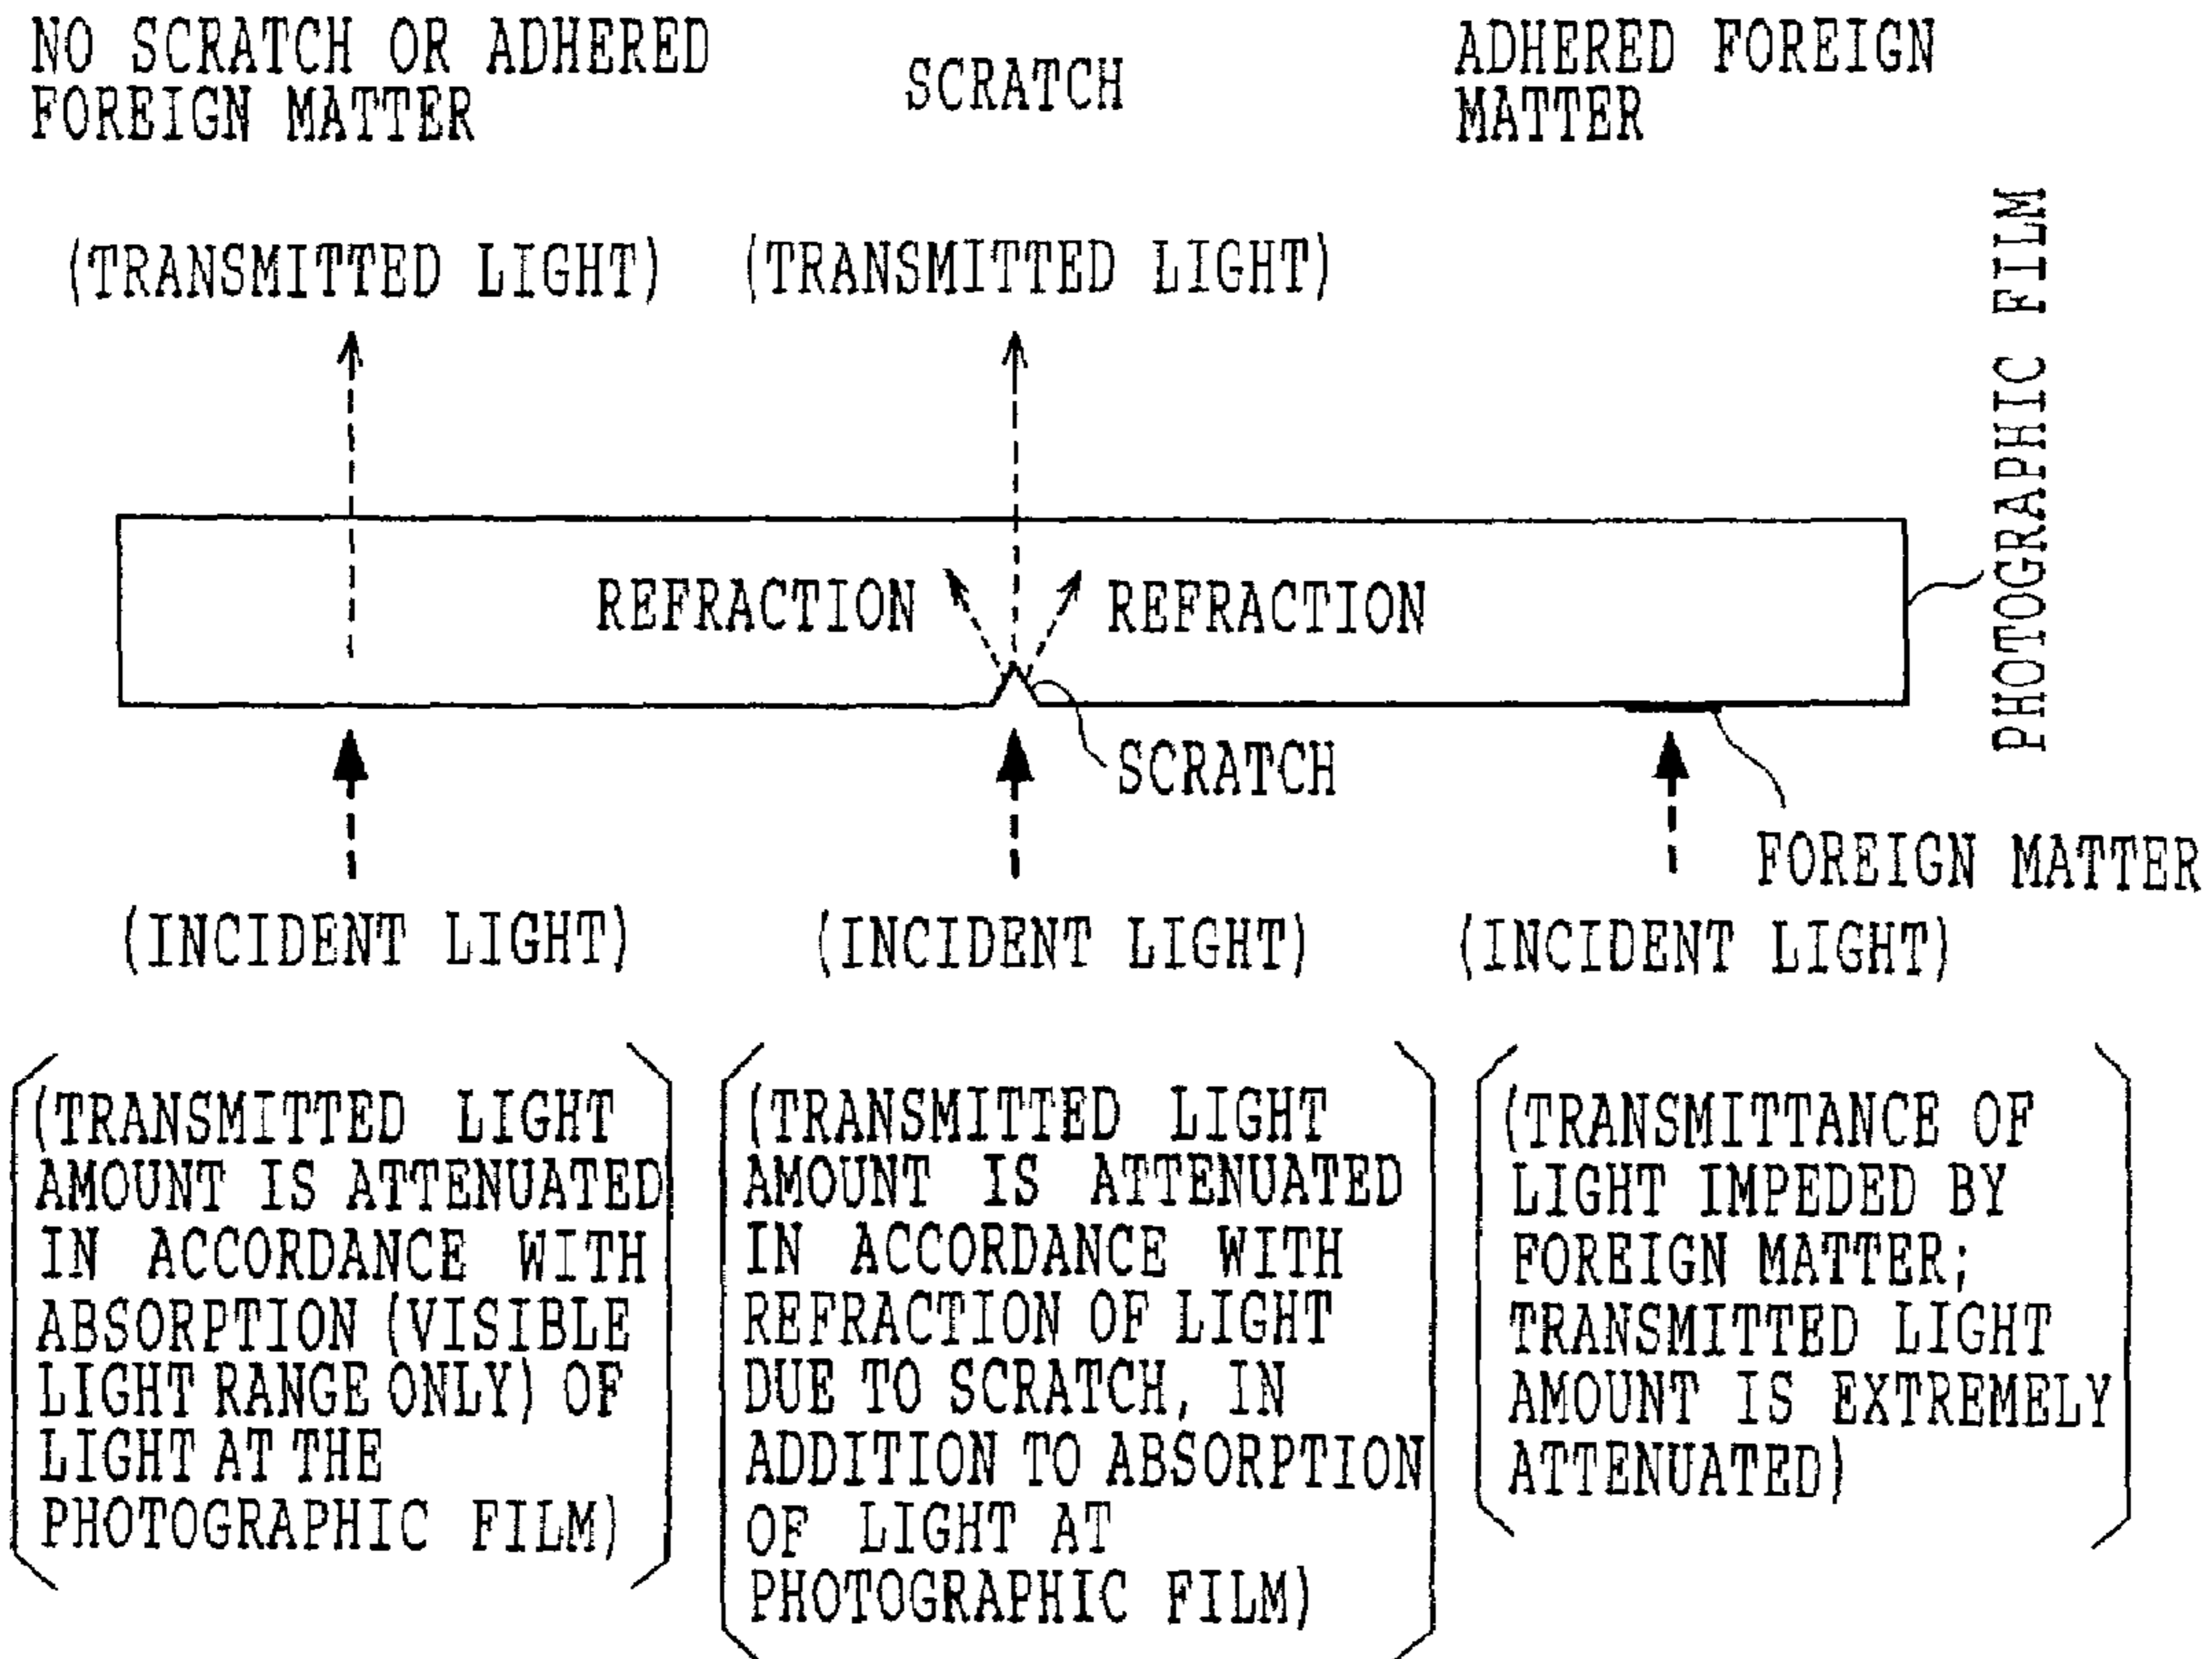 NO SCRATCH OR ADHERED
FOREIGN MATTER
SCRATCH
ADHERED FOREIGN
MATTER
(TRANSMITTED LIGHT)
(TRANSMITTED LIGHT)
PHOTOGRAPHIC FILM
REFRACTION
REFRACTION
SCRATCH
FOREIGN MATTER
(INCIDENT LIGHT)
(INCIDENT LIGHT)
(INCIDENT LIGHT)
(TRANSMITTED LIGHT
AMOUNT IS ATTENUATED
IN ACCORDANCE WITH
ABSORPTION (VISIBLE
LIGHT RANGE ONLY) OF
LIGHT AT THE
PHOTOGRAPHIC FILM)
(TRANSMITTED LIGHT
AMOUNT IS ATTENUATED
IN ACCORDANCE WITH
REFRACTION OF LIGHT
DUE TO SCRATCH, IN
ADDITION TO ABSORPTION
OF LIGHT AT
PHOTOGRAPHIC FILM)
(TRANSMITTANCE OF
LIGHT IMPEDED BY
FOREIGN MATTER;
TRANSMITTED LIGHT
AMOUNT IS EXTREMELY
ATTENUATED)